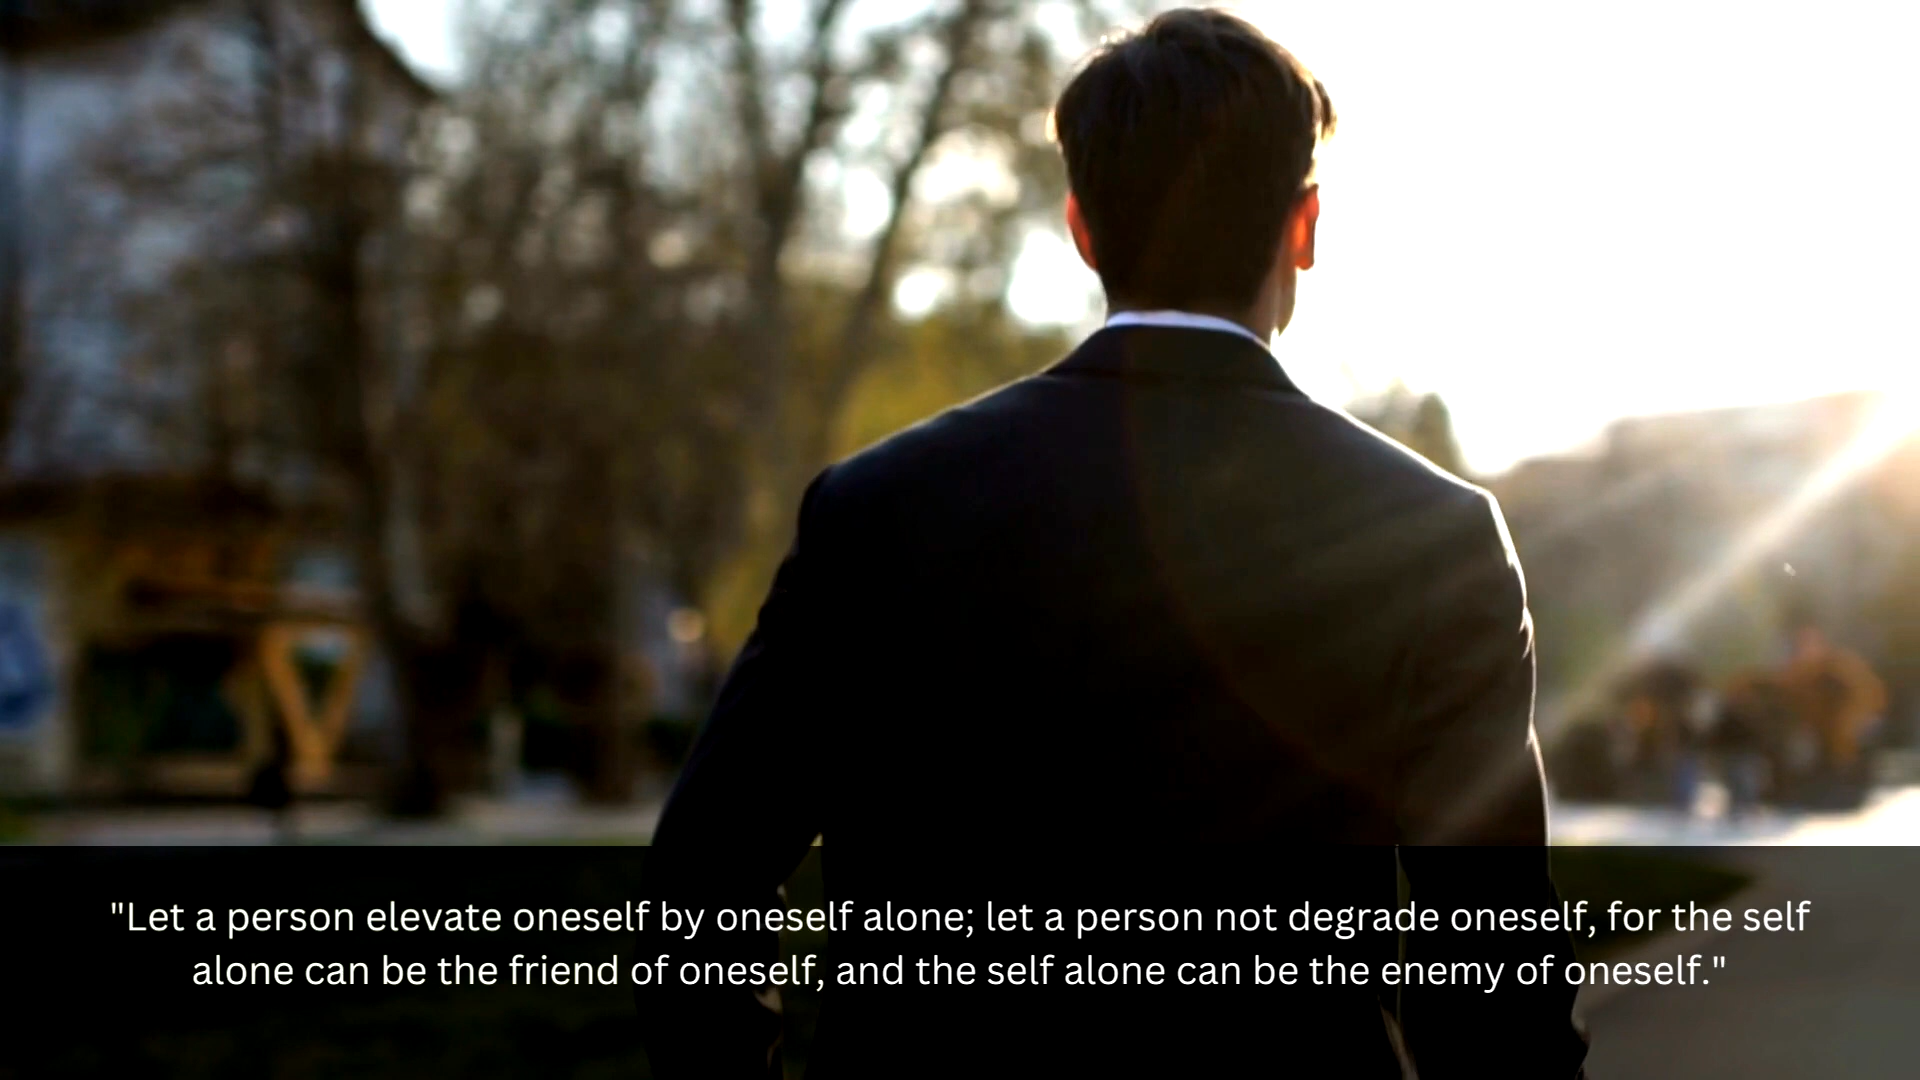 "Let a person elevate oneself by oneself alone; let a person not degrade oneself, for the self
alone can be the friend of oneself, and the self alone can be the enemy of oneself."